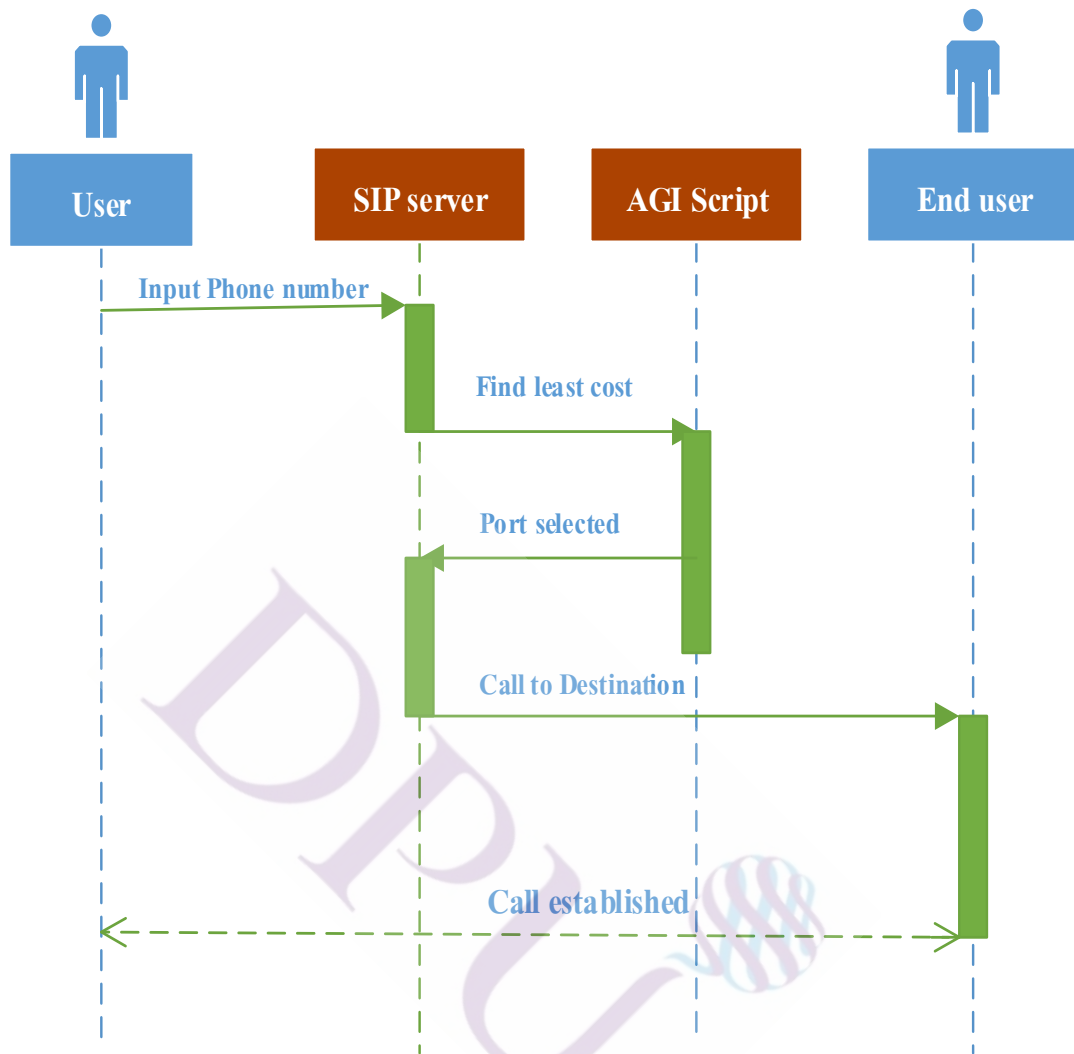 User
SIP server
AGI Script
End user
Input Phone number
Find least cost
Port selected
Call to Destination
Call established
DPU